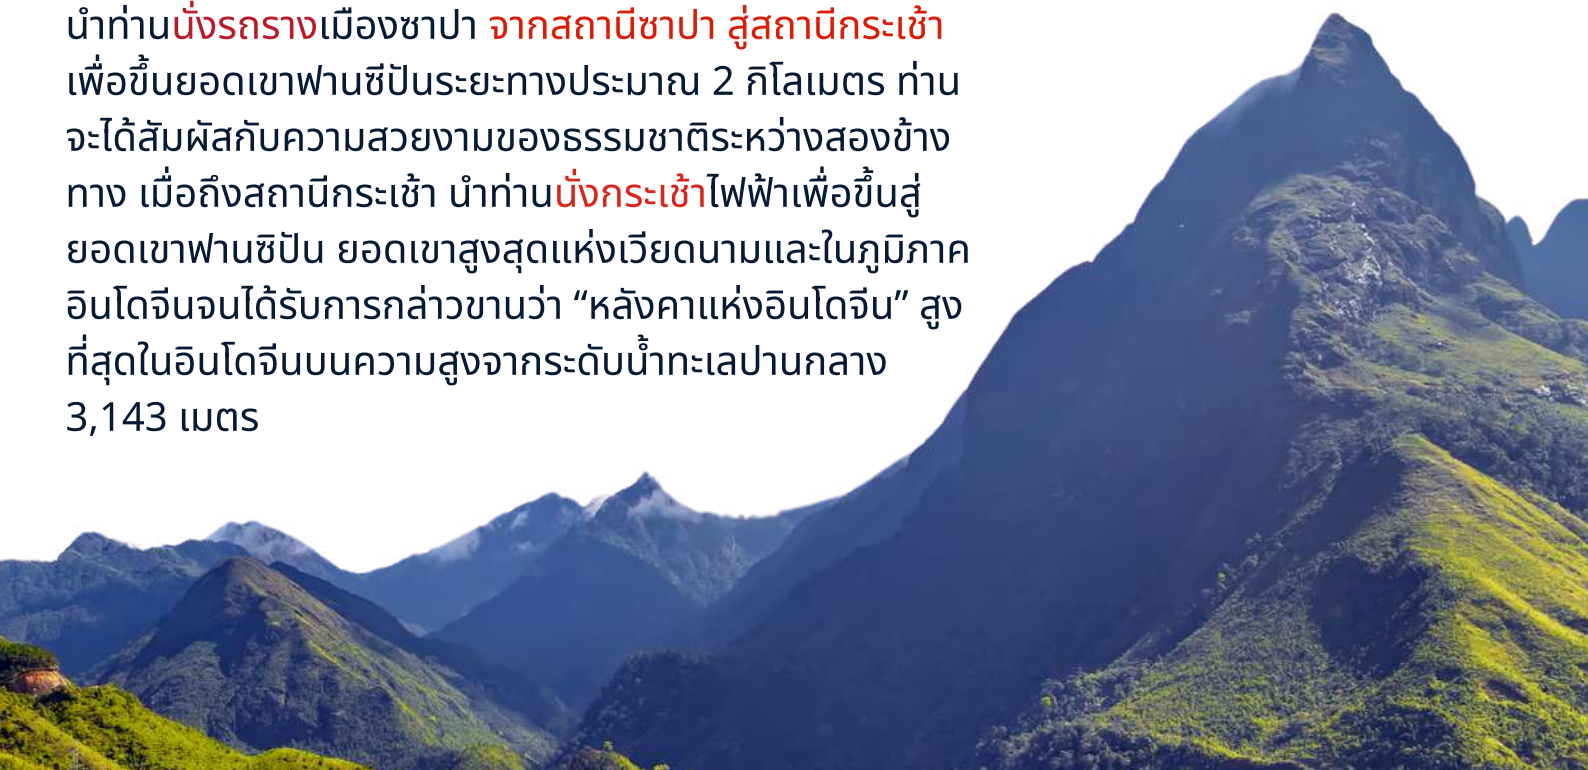 นำท่านนั่งรถรางเมืองซาปา จากสถานีซาปา สู่สถานีกระเช้า
เพื่อขึ้นยอดเขาฟานซีปันระยะทางประมาณ 2 กิโลเมตร ท่าน
จะได้สัมผัสกับความสวยงามของธรรมชาติระหว่างสองข้าง
ทาง เมื่อถึงสถานีกระเช้า นำท่านนั่งกระเช้าไฟฟ้าเพื่อขึ้นสู่
ยอดเขาฟานซิปัน ยอดเขาสูงสุดแห่งเวียดนามและในภูมิภาค
อินโดจีนจนได้รับการกล่าวขานว่า “หลังคาแห่งอินโดจีน” สูง
ที่สุดในอินโดจีนบนความสูงจากระดับน้ำทะเลปานกลาง
3,143 เมตร